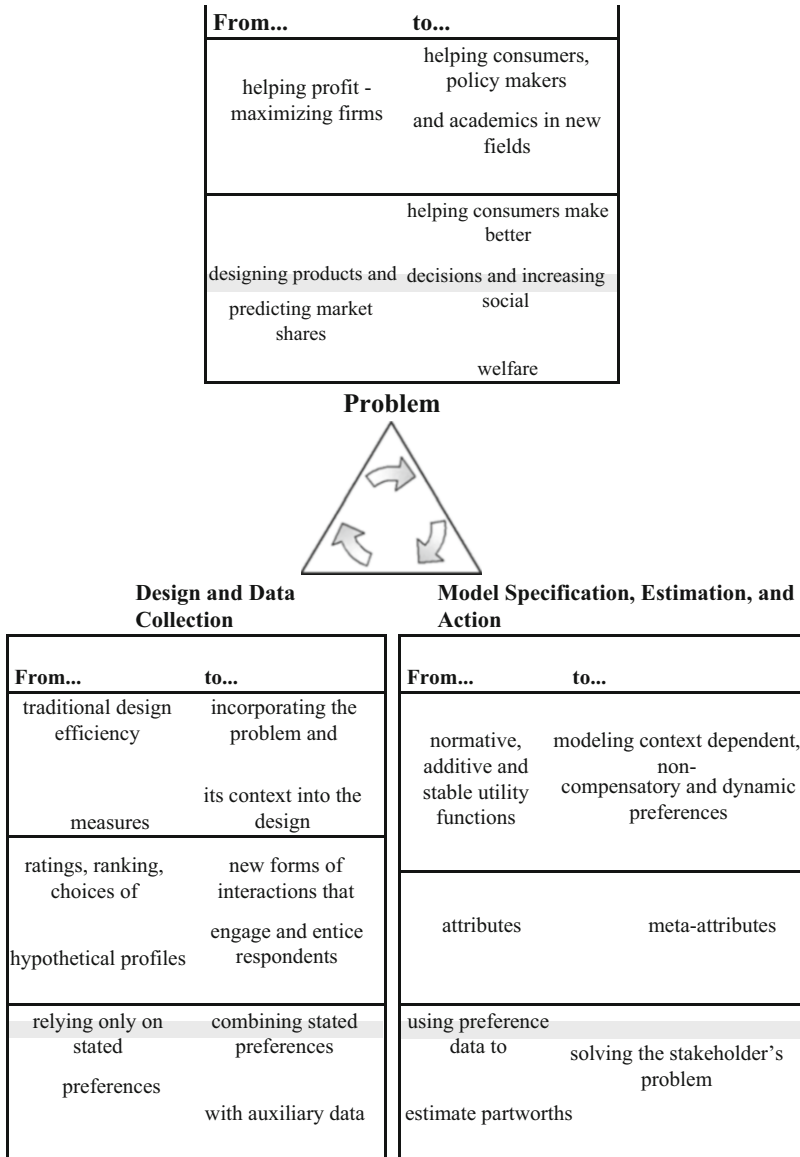 From... to...
helping profit -
maximizing firms
helping consumers,
policy makers
and academics in new
fields
designing products and
predicting market
shares
helping consumers make
better
decisions and increasing
social
welfare
Problem
Design and Data
Collection
From... to...
traditional design
efficiency
measures
incorporating the
problem and
its context into the
design
ratings, ranking,
choices of
hypothetical profiles
new forms of
interactions that
engage and entice
respondents
relying only on
stated
preferences
combining stated
preferences
with auxiliary data
Model Specification, Estimation, and
Action
From... to...
normative,
additive and
stable utility
functions
modeling context dependent,
non-
compensatory and dynamic
preferences
attributes
meta-attributes
using preference
data to
estimate partworths
solving the stakeholder’s
problem